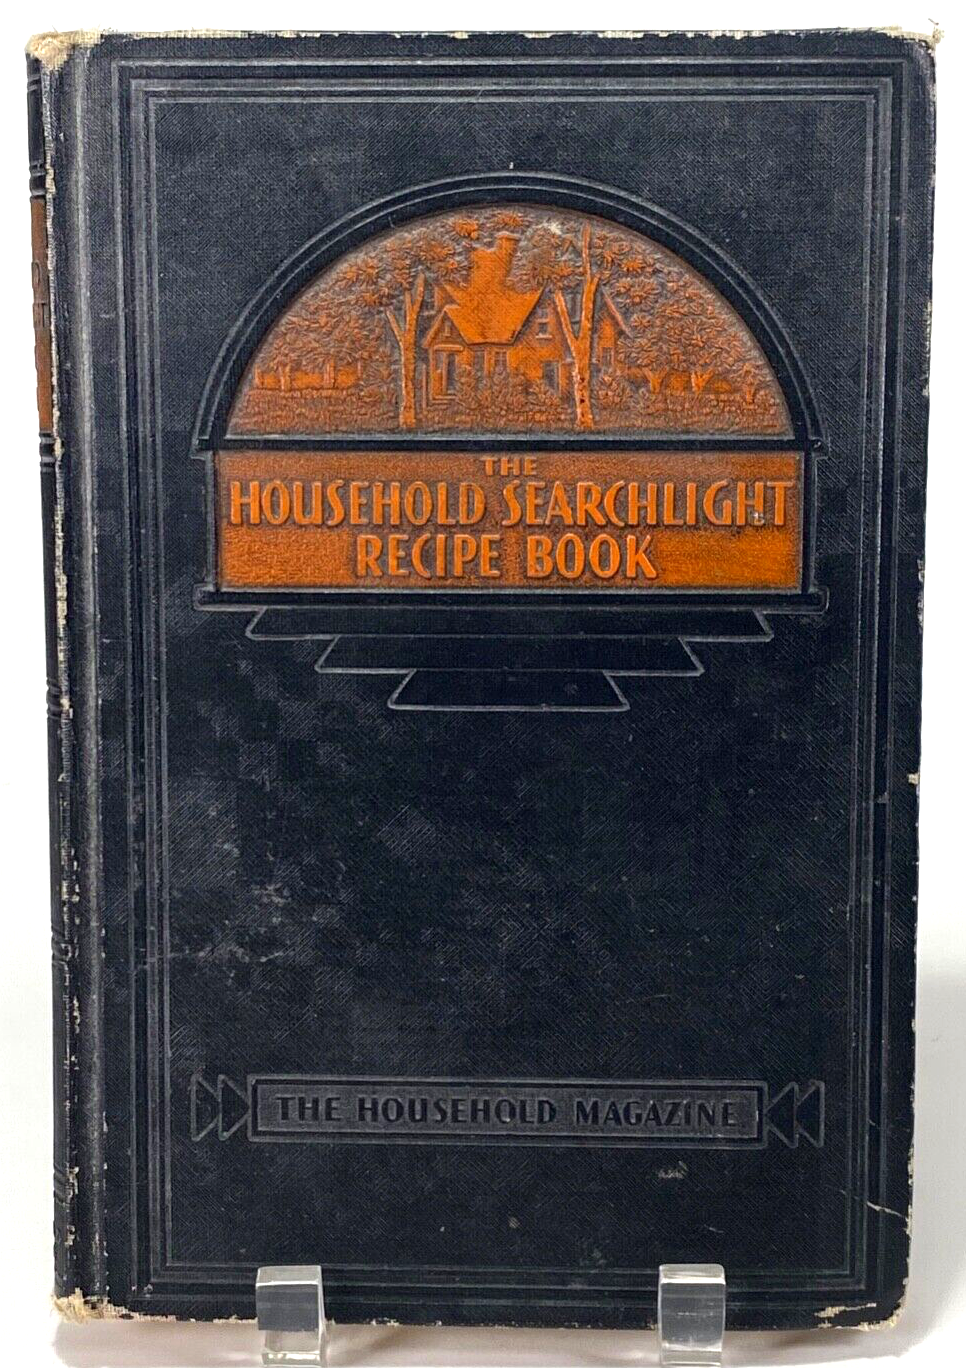 THE
HOUSEHOLD SEARCHLIGHT
RECIPE BOOK
THE HOUSEHOLD MAGAZINE